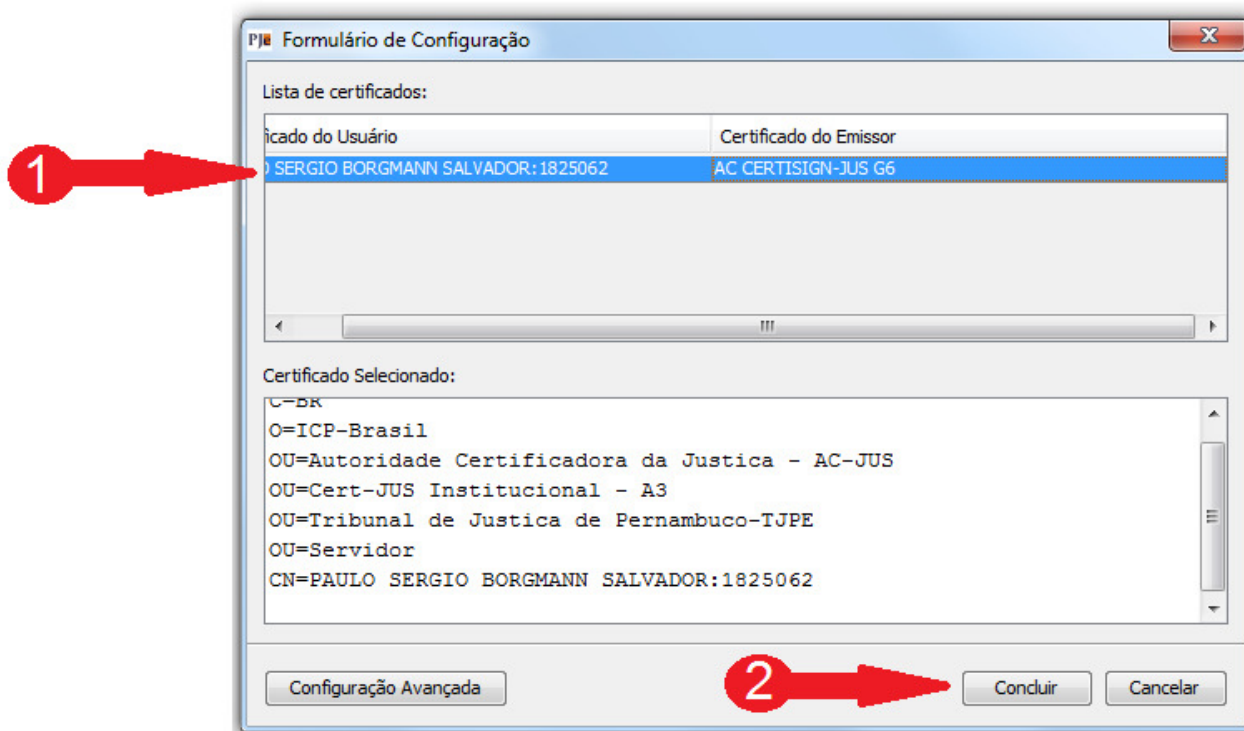 PJe Formulário de Configuração
Lista de certificados:
ficado do Usuário Certificado do Emissor
1
O SERGIO BORGMANN SALVADOR:1825062 AC CERTISIGN-JUS G6
Certificado Selecionado:
C=BR
O=ICP-Brasil
OU=Autoridade Certificadora da Justica - AC-JUS
OU=Cert-JUS Institucional - A3
OU=Tribunal de Justica de Pernambuco-TJPE
OU=Servidor
CN=PAULO SERGIO BORGMANN SALVADOR:1825062
Configuração Avançada 2 Concluir Cancelar